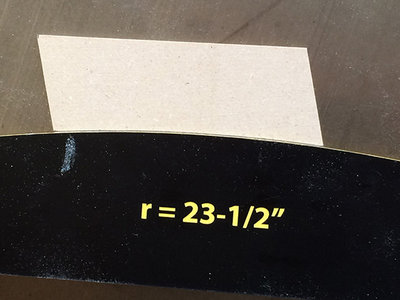 r = 23-1/2”